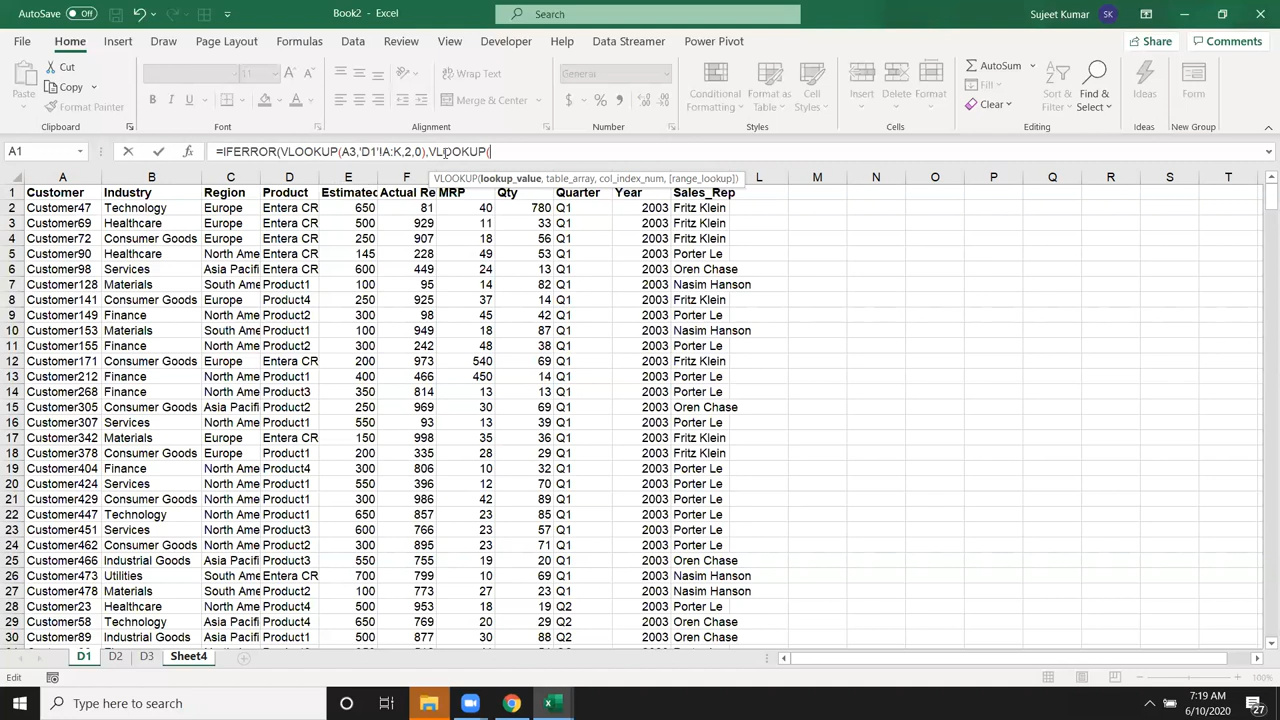 AutoSave Off Book2 - Excel Search Sujeet Kumar SK
File Home Insert Draw Page Layout Formulas Data Review View Developer Help Data Streamer Power Pivot Share Comments
Paste Cut Copy Format Painter Clipboard
11 B I U Font
Wrap Text Merge & Center Alignment
General $ % Number
Conditional Formatting Format as Table Cell Styles Styles
Insert Delete Format Cells
AutoSum Fill Clear Sort & Filter Find & Select Editing
Ideas Ideas
Form New Group
A1 =IFERROR(VLOOKUP(A3,'D1'!A:K,2,0),VLOOKUP(
VLOOKUP(lookup_value, table_array, col_index_num, [range_lookup])
A B C D E F L M N O P Q R S T
1 Customer Industry Region Product Estimated Actual Re MRP Qty Quarter Year Sales_Rep
2 Customer47 Technology Europe Entera CR 650 81 40 780 Q1 2003 Fritz Klein
3 Customer69 Healthcare Europe Entera CR 500 929 11 33 Q1 2003 Fritz Klein
4 Customer72 Consumer Goods Europe Entera CR 250 907 18 56 Q1 2003 Fritz Klein
5 Customer90 Healthcare North Ame Entera CR 145 228 49 53 Q1 2003 Porter Le
6 Customer98 Services Asia Pacifi Entera CR 600 449 24 13 Q1 2003 Oren Chase
7 Customer128 Materials South Ame Product1 100 95 14 82 Q1 2003 Nasim Hanson
8 Customer141 Consumer Goods Europe Product4 250 925 37 14 Q1 2003 Fritz Klein
9 Customer149 Finance North Ame Product2 300 98 45 42 Q1 2003 Porter Le
10 Customer153 Materials South Ame Product1 100 949 18 87 Q1 2003 Nasim Hanson
11 Customer155 Materials North Ame Product2 300 242 48 38 Q1 2003 Porter Le
12 Customer171 Consumer Goods Europe Entera CR 200 973 540 69 Q1 2003 Fritz Klein
13 Customer212 Finance North Ame Product1 400 466 450 14 Q1 2003 Porter Le
14 Customer268 Finance North Ame Product3 350 814 13 13 Q1 2003 Porter Le
15 Customer305 Consumer Goods Asia Pacifi Product2 250 969 30 69 Q1 2003 Oren Chase
16 Customer307 Services North Ame Product1 550 93 13 39 Q1 2003 Porter Le
17 Customer342 Materials Europe Entera CR 150 998 35 36 Q1 2003 Fritz Klein
18 Customer378 Consumer Goods Europe Product1 200 335 28 29 Q1 2003 Fritz Klein
19 Customer404 Finance North Ame Product4 300 806 10 32 Q1 2003 Porter Le
20 Customer424 Services North Ame Product1 550 396 12 70 Q1 2003 Porter Le
21 Customer429 Consumer Goods North Ame Product1 300 986 42 89 Q1 2003 Porter Le
22 Customer447 Technology North Ame Product1 650 857 23 85 Q1 2003 Porter Le
23 Customer451 Services North Ame Product3 600 766 23 57 Q1 2003 Porter Le
24 Customer462 Consumer Goods North Ame Product2 300 895 23 71 Q1 2003 Porter Le
25 Customer466 Industrial Goods Asia Pacifi Product3 550 755 19 20 Q1 2003 Oren Chase
26 Customer473 Utilities South Ame Entera CR 700 799 10 69 Q1 2003 Nasim Hanson
27 Customer478 Materials South Ame Product2 100 773 27 23 Q1 2003 Nasim Hanson
28 Customer23 Healthcare North Ame Product4 500 953 18 19 Q2 2003 Porter Le
29 Customer58 Technology Asia Pacifi Product4 650 769 20 29 Q2 2003 Oren Chase
30 Customer89 Industrial Goods Asia Pacifi Product1 500 877 30 88 Q2 2003 Oren Chase
D1 D2 D3 Sheet4
Edit 100%
Type here to search 7:19 AM
6/10/2020 27